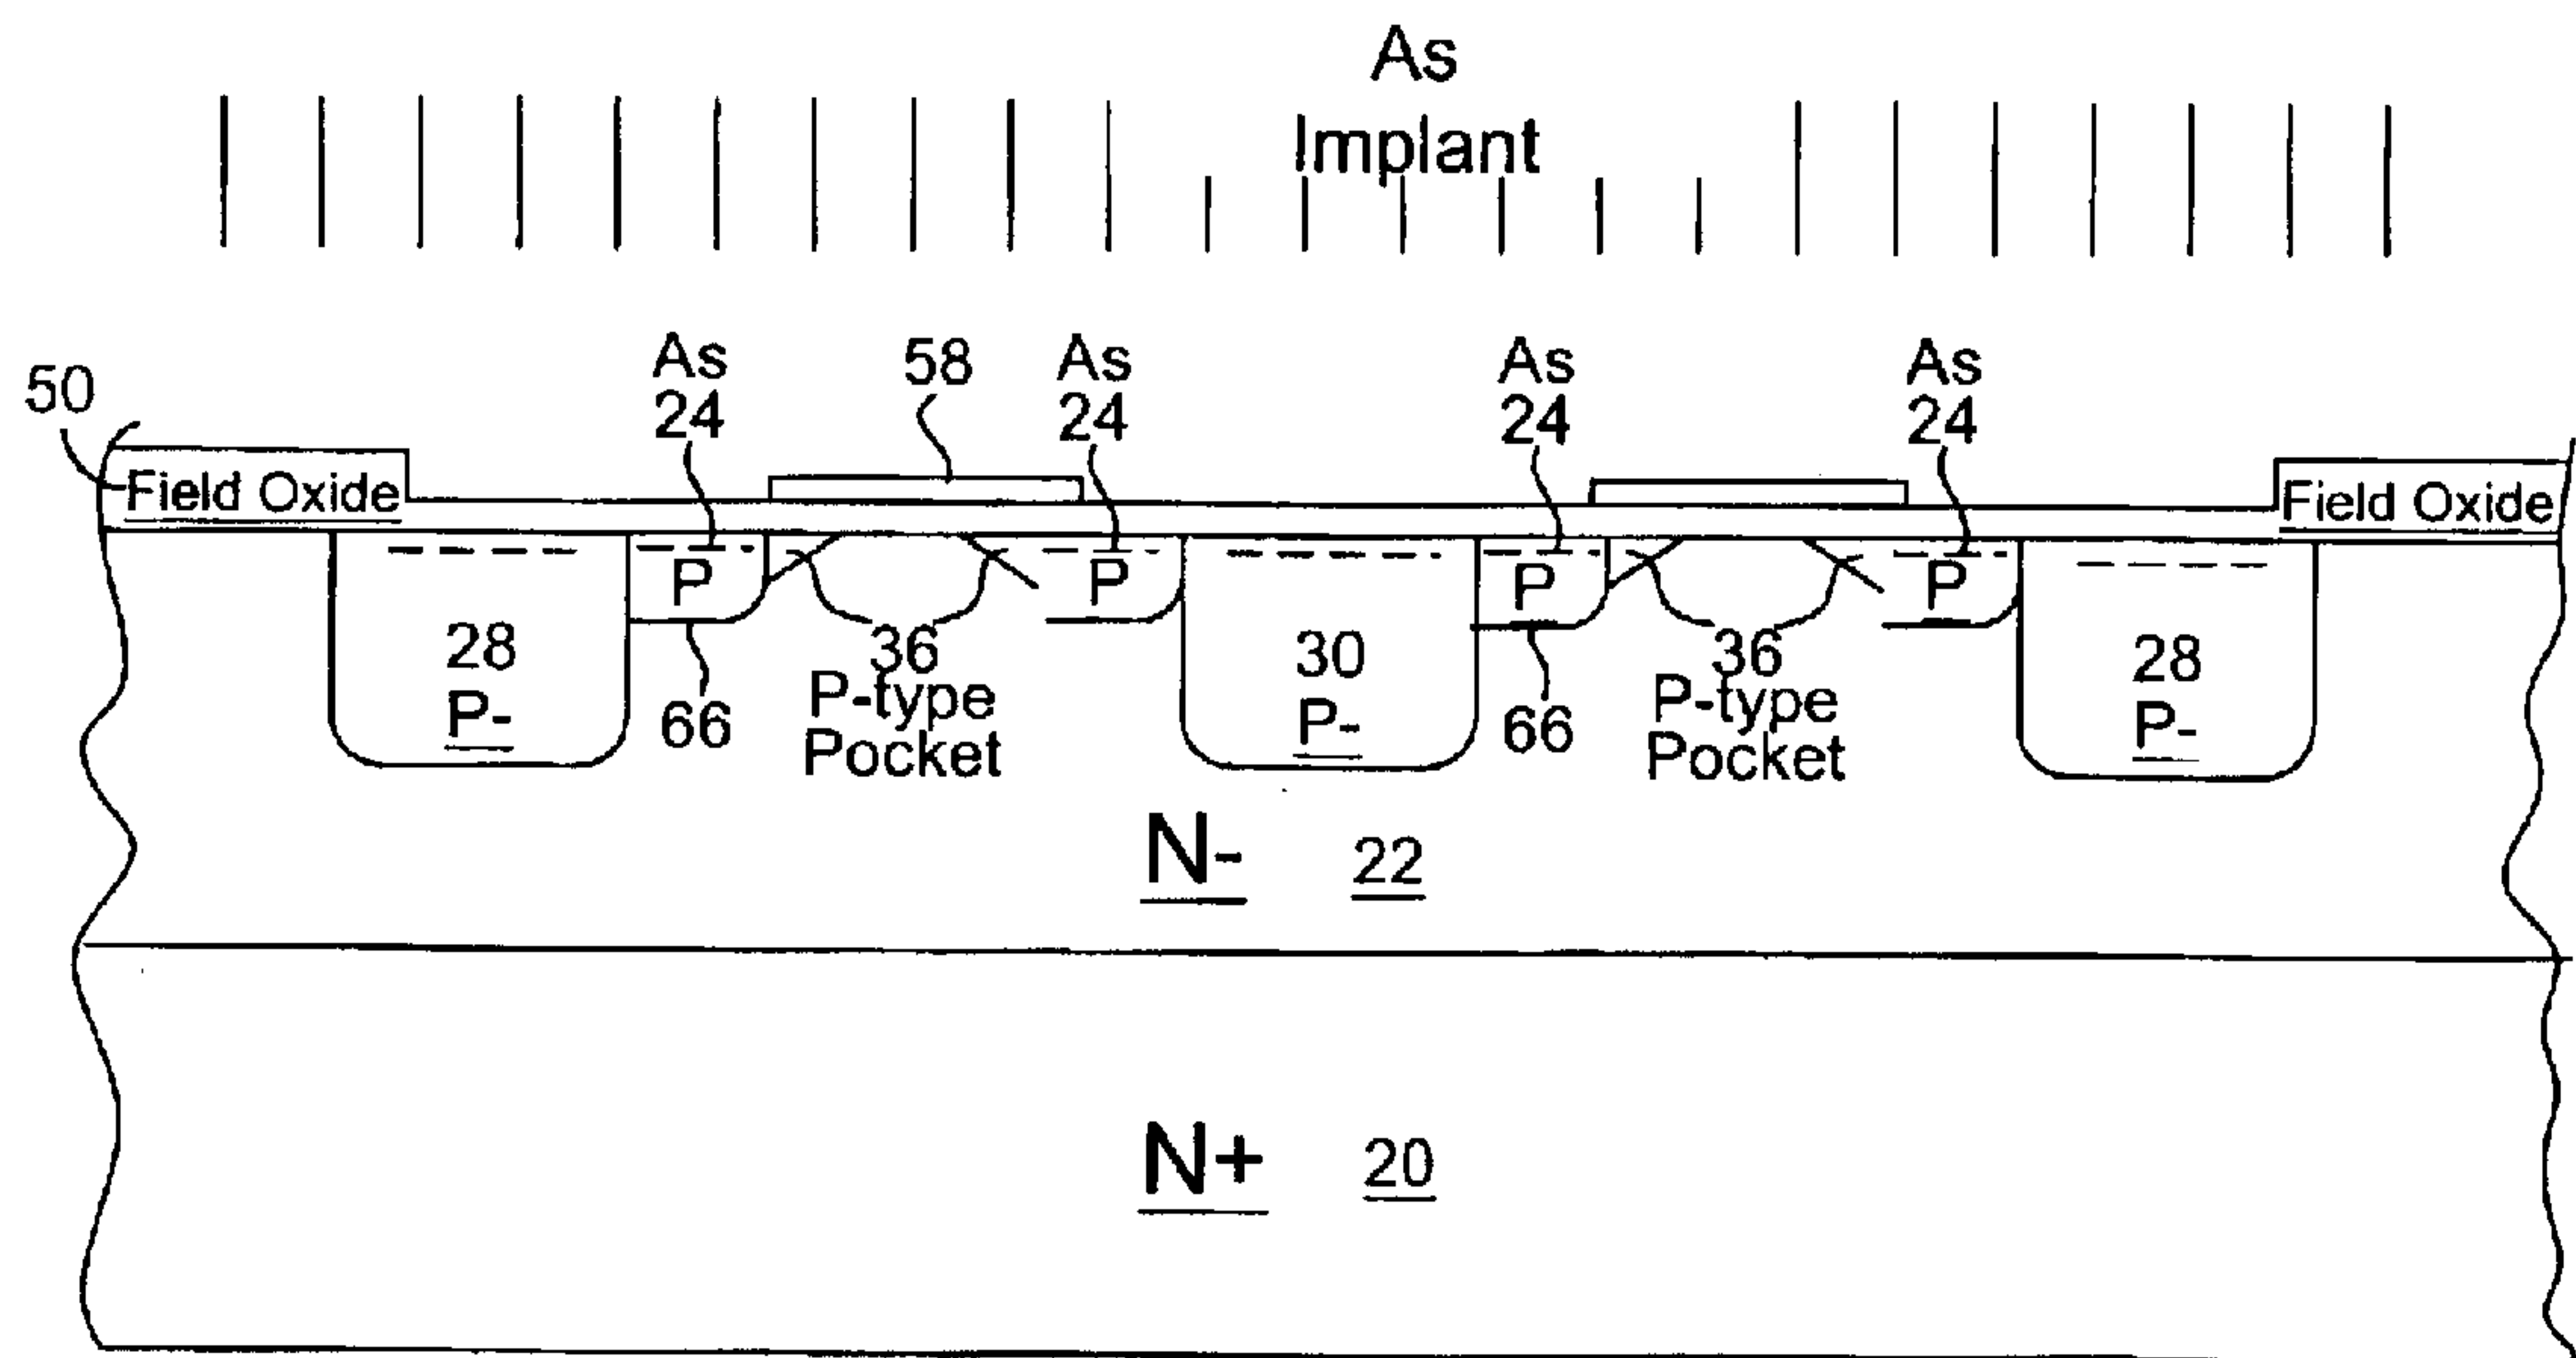 As
Implant
50
As
24
58
As
24
As
24
As
24
Field Oxide
Field Oxide
P
P
P
P
28
P-
66
36
P-type
Pocket
30
P-
66
36
P-type
Pocket
28
P-
N- 22
N+ 20